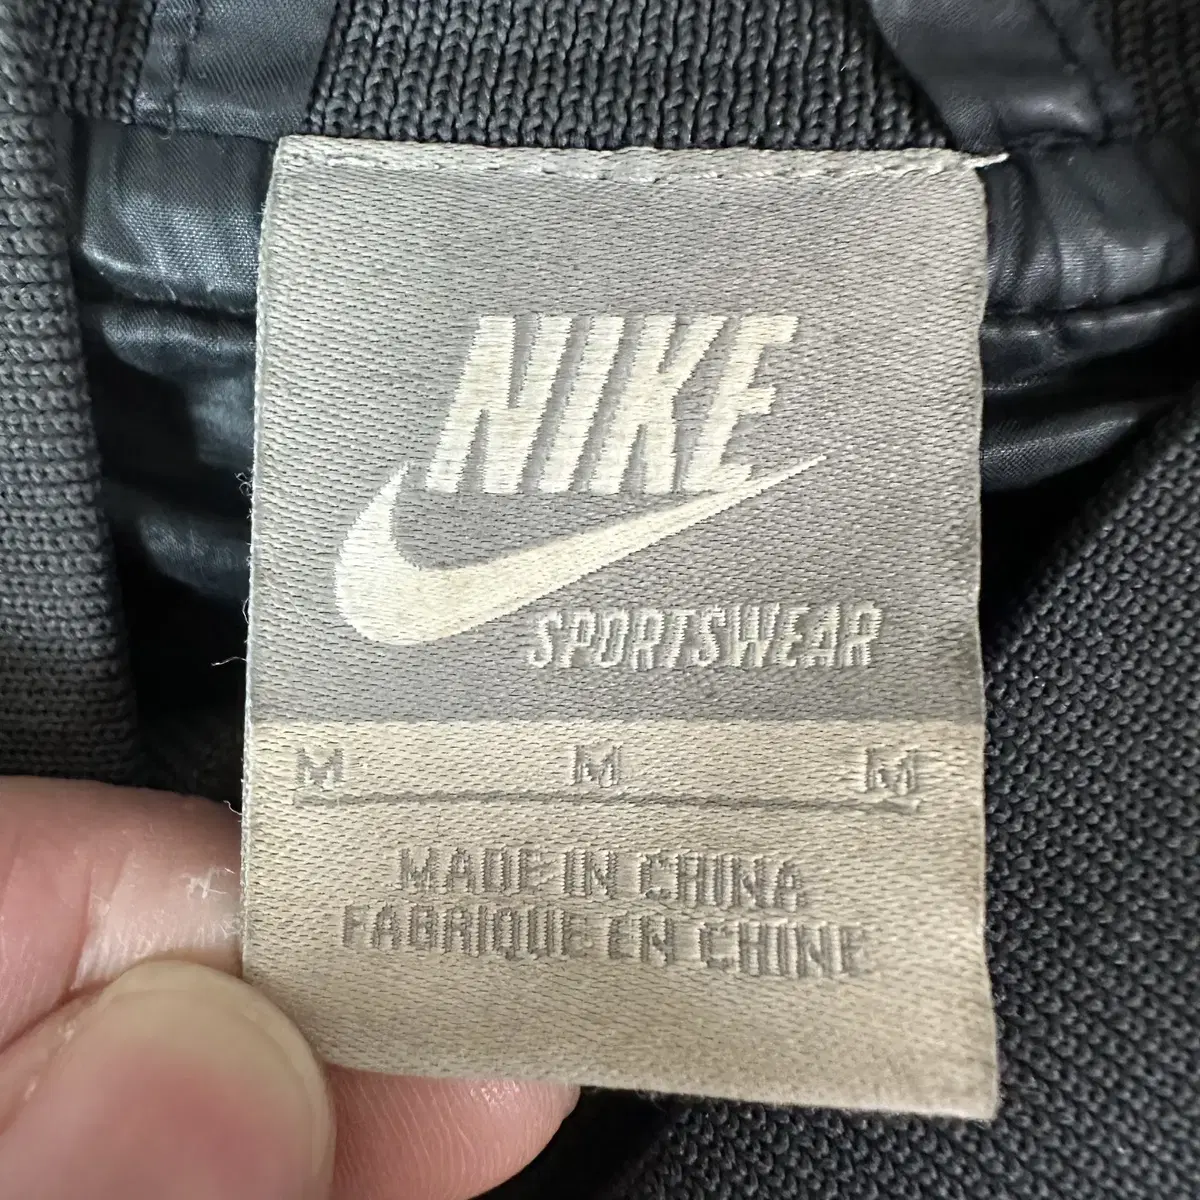 NIKE
SPORTSWEAR
M M M
MADE IN CHINA
FABRIQUE EN CHINE